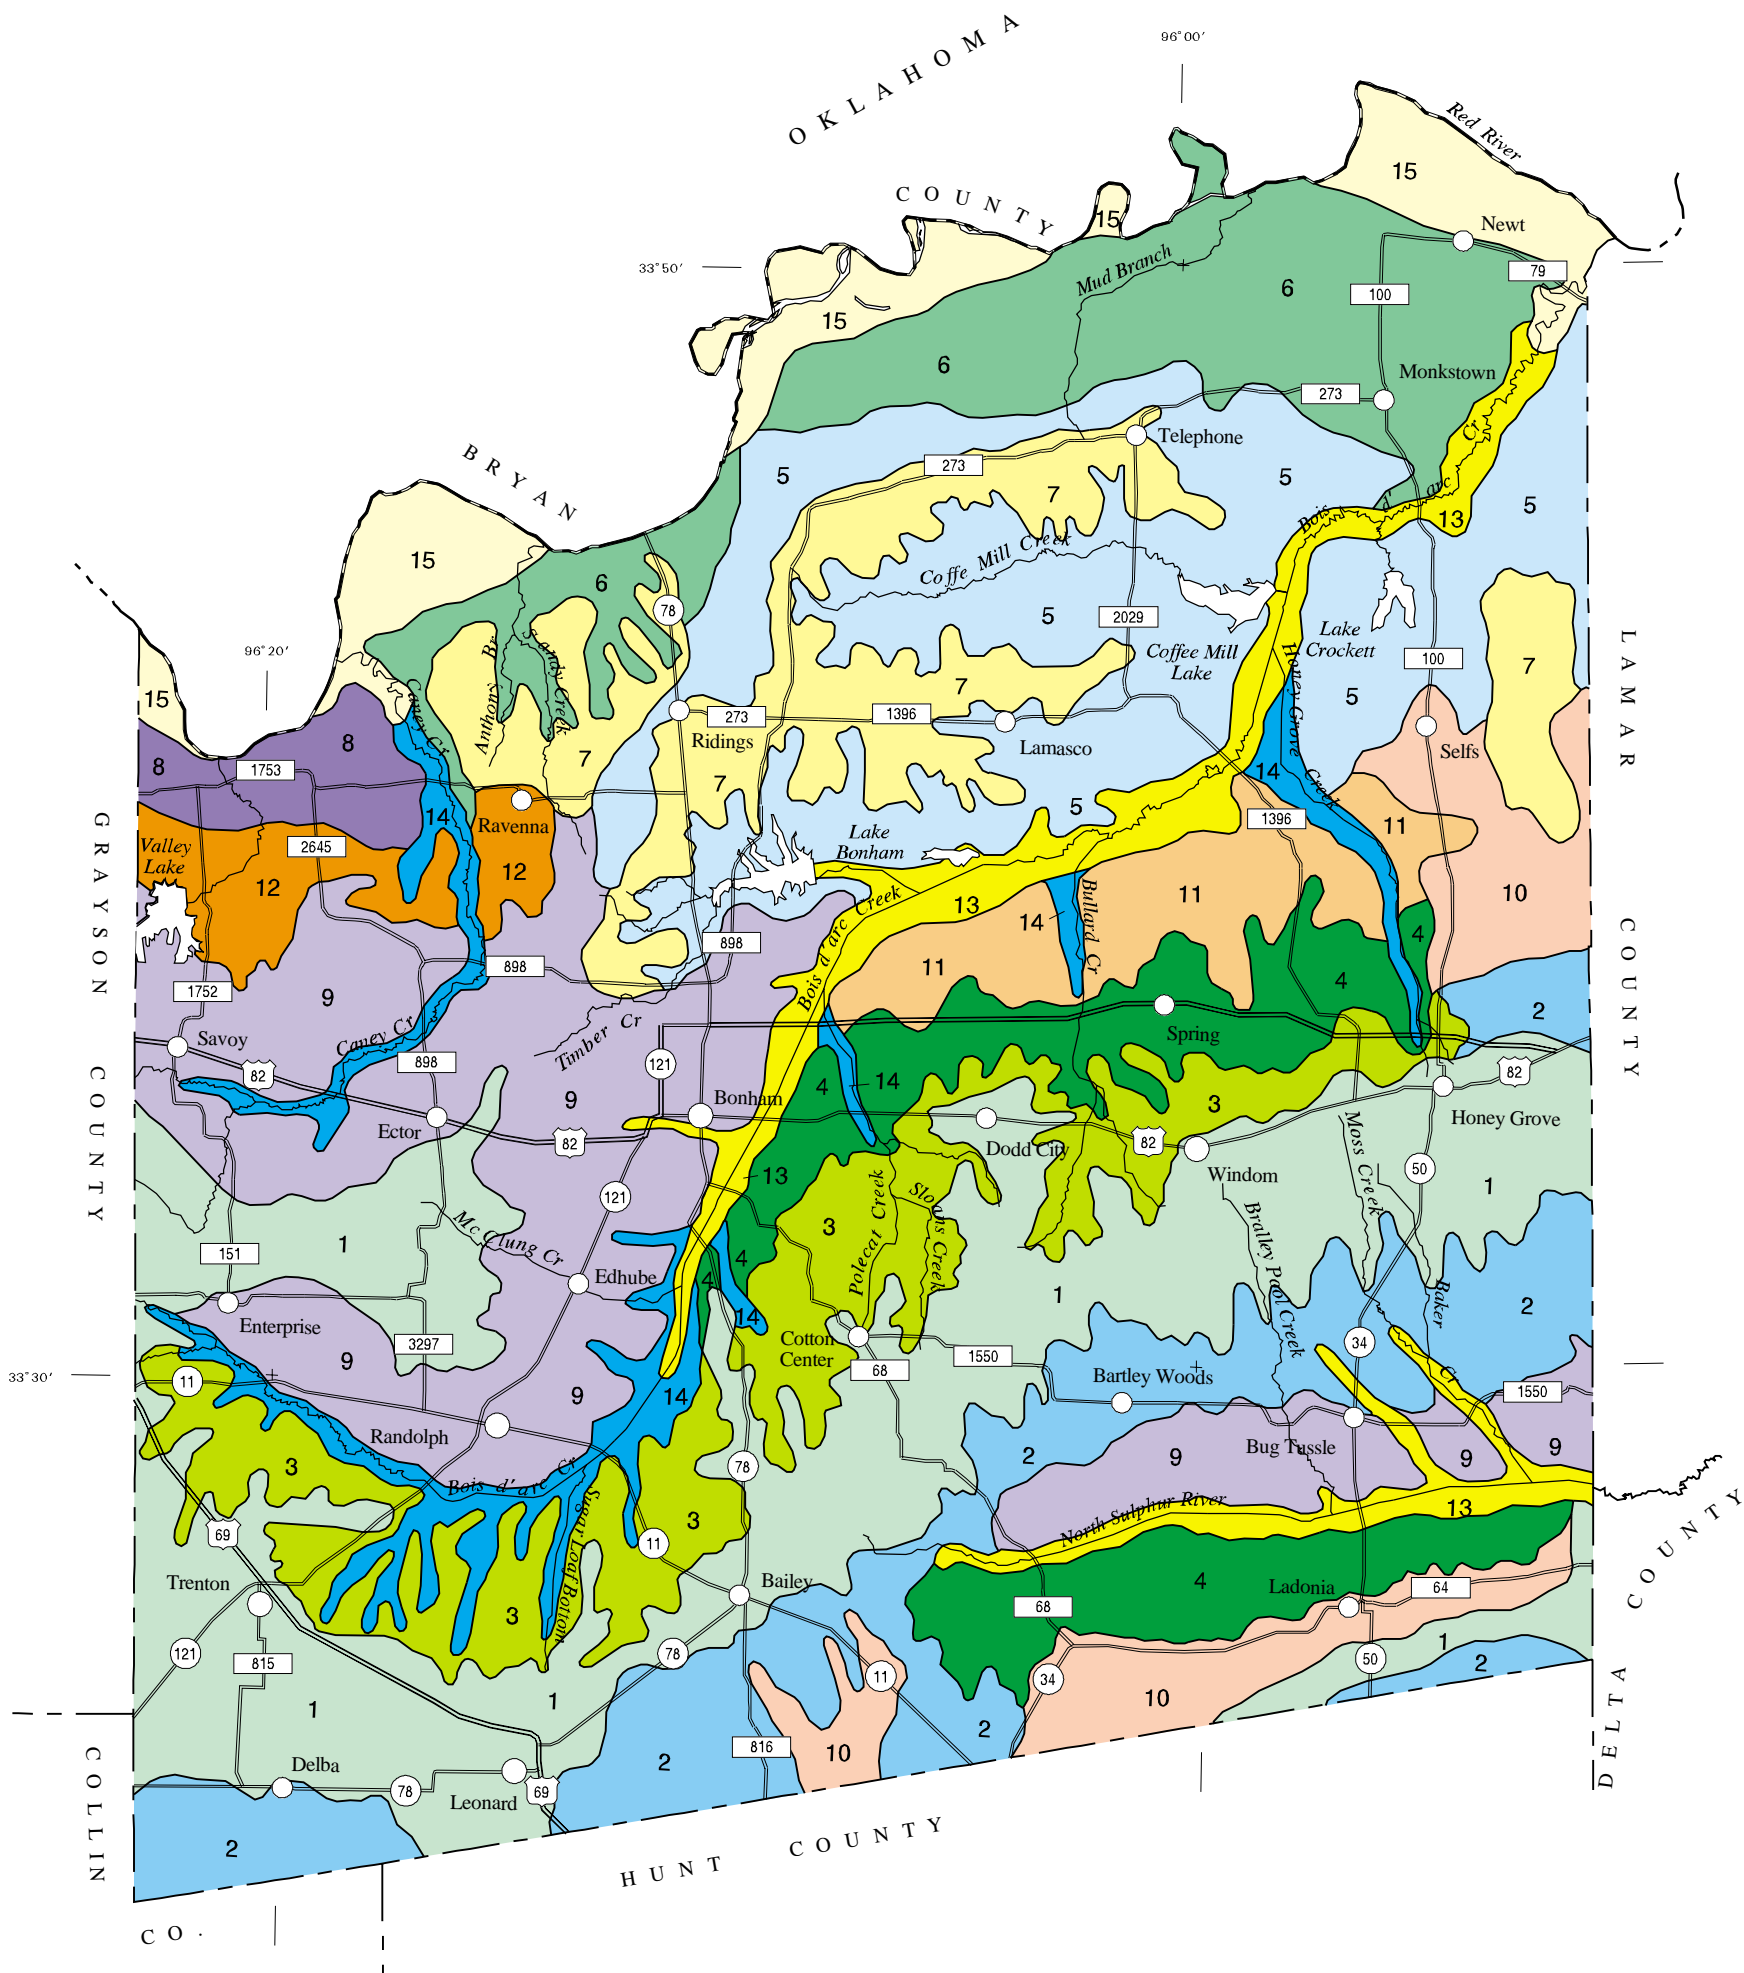 OKLAHOMA
96°00′
Red River
15
COUNTY
15
Newt
33°50′
Mud Branch
79
6
100
15
6
Monkstown
273
Telephone
Cr
BRYAN
273
5
5
7
arc
d'
5
Bois
13
15
Coffe Mill Creek
6
78
5
2029
Lake
Crockett
LAMAR
Sandy Creek
Anthony Br
96°20′
Coffee Mill
Lake
Honey Grove
Creek
100
7
15
Caney Cr
7
5
273
1396
8
Ridings
Lamasco
Selfs
8
1753
7
7
14
5
14
Ravenna
1396
11
GRAYSON
Valley
Lake
2645
Lake
Bonham
12
12
11
10
13
14
Bullard Cr
COUNTY
Bois d'arc Creek
4
898
898
11
4
1752
9
2
Savoy
Caney Cr
Timber Cr
Spring
COUNTY
898
121
82
82
14
4
9
Bonham
3
Honey Grove
Ector
82
Dodd City
82
Windom
Moss Creek
13
50
1
121
Polecat Creek
Sloans Creek
3
Bralley Pool Creek
Mc Clung Cr
1
151
4
Edhube
4
1
Baker
Cr
2
14
Enterprise
Cotton
Center
34
3297
9
1550
33°30′
68
Bartley Woods
11
9
14
1550
Randolph
Bug Tussle
9
9
2
9
3
78
Bois d'arc Cr
Sugar Loaf Bottom
North Sulphur River
13
3
69
11
COUNTY
Trenton
Bailey
4
Ladonia
64
68
3
121
78
1
815
11
34
50
2
1
1
10
DELTA
2
816
10
2
COLLIN
Delba
78
69
Leonard
2
HUNT COUNTY
CO.